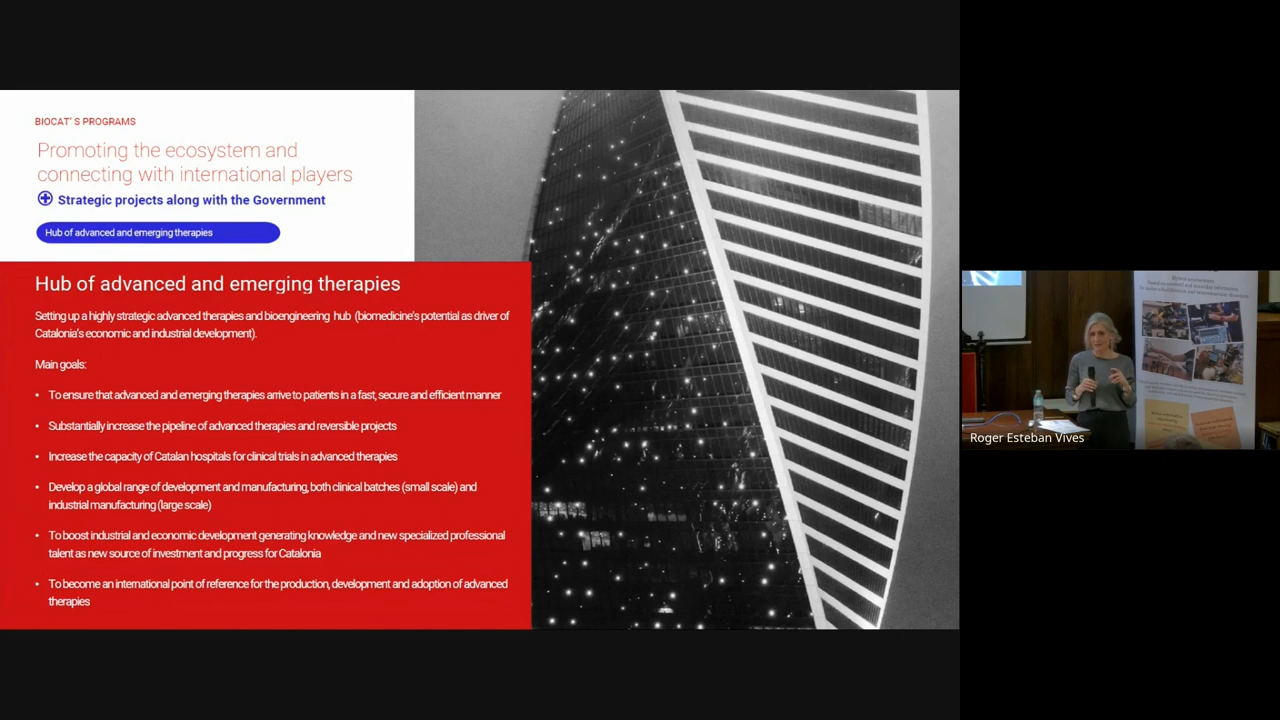 BIOCAT' S PROGRAMS
Promoting the ecosystem and
connecting with international players
Strategic projects along with the Government
Hub of advanced and emerging therapies
Hub of advanced and emerging therapies
Setting up a highly strategic advanced therapies and bioengineering hub (biomedicine's potential as driver of
Catalonia's economic and industrial development).
Main goals:
• To ensure that advanced and emerging therapies arrive to patients in a fast, secure and efficient manner
• Substantially increase the pipeline of advanced therapies and reversible projects
• Increase the capacity of Catalan hospitals for clinical trials in advanced therapies
• Develop a global range of development and manufacturing, both clinical batches (small scale) and
industrial manufacturing (large scale)
• To boost industrial and economic development generating knowledge and new specialized professional
talent as new source of investment and progress for Catalonia
• To become an international point of reference for the production, development and adoption of advanced
therapies
Roger Esteban Vives